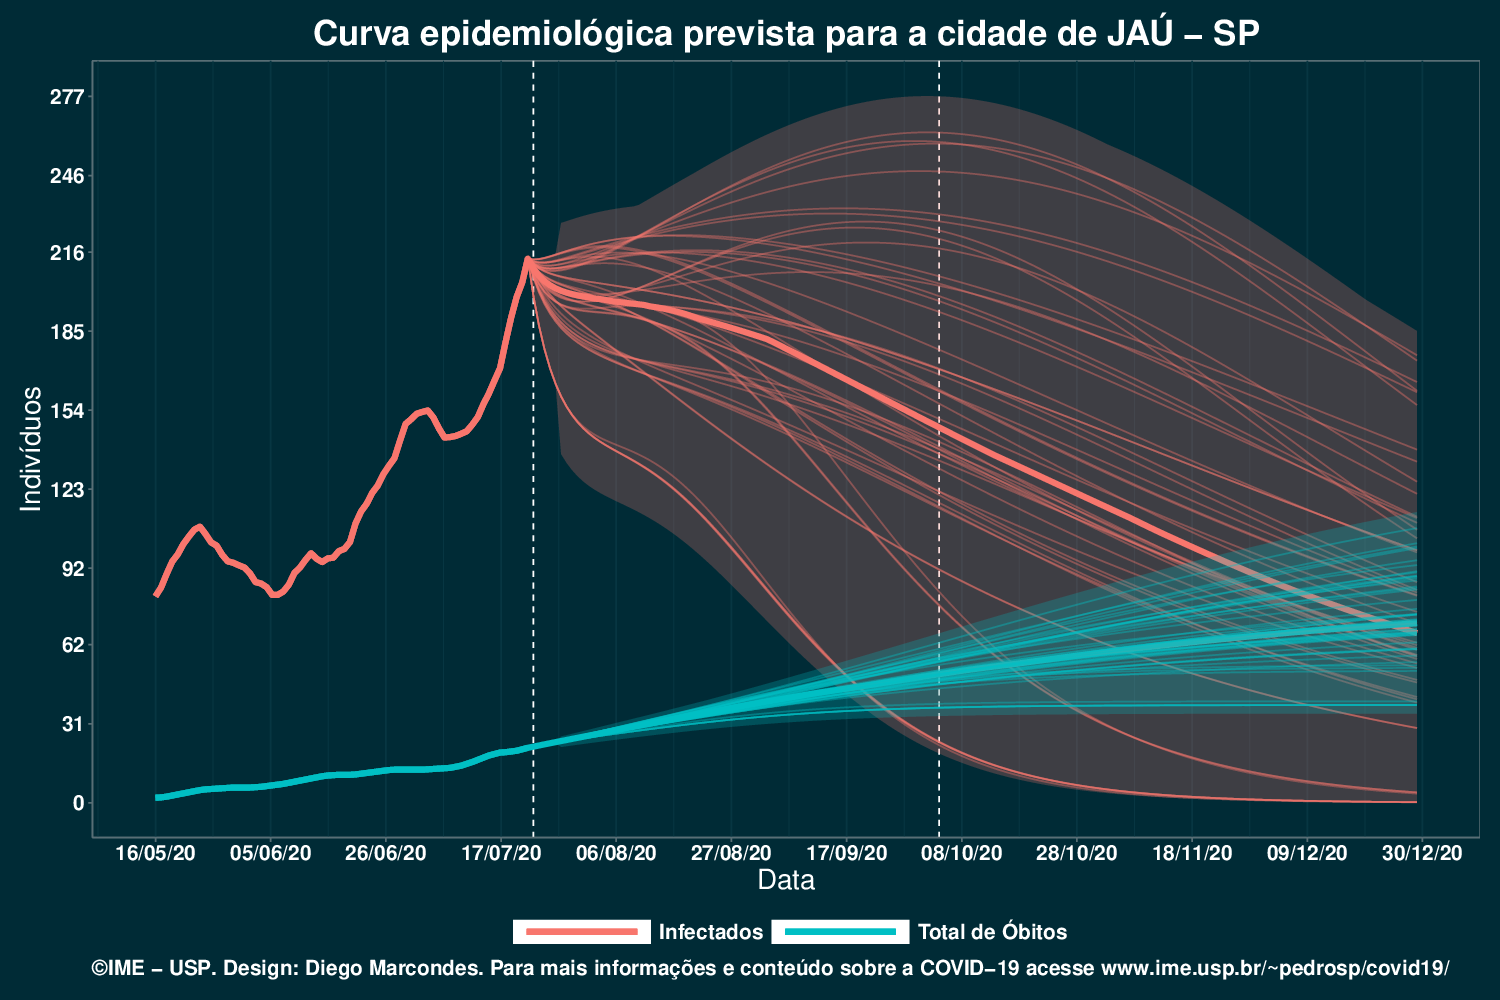 Curva epidemiológica prevista para a cidade de JAÚ – SP
Indivíduos
277
246
216
185
154
123
92
62
31
0
16/05/20 05/06/20 26/06/20 17/07/20 06/08/20 27/08/20 17/09/20 08/10/20 28/10/20 18/11/20 09/12/20 30/12/20
Data
Infectados Total de Óbitos
©IME – USP. Design: Diego Marcondes. Para mais informações e conteúdo sobre a COVID–19 acesse www.ime.usp.br/~pedrosp/covid19/